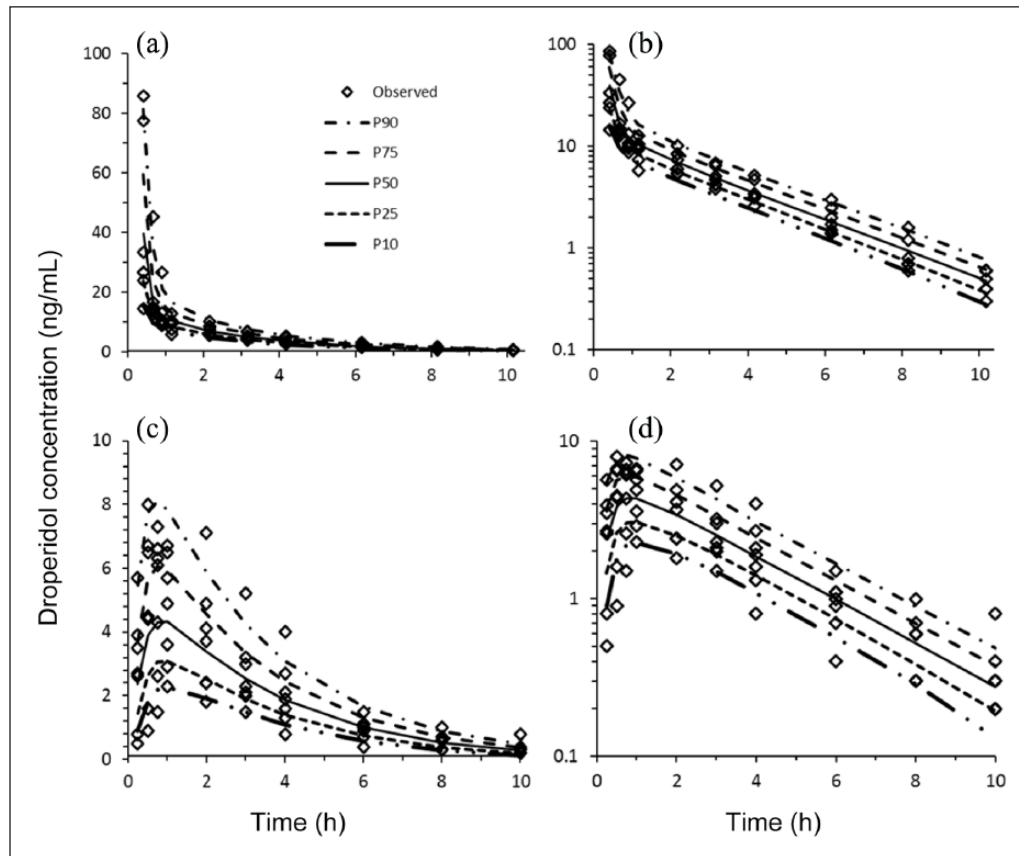 Droperidol concentration (ng/mL)
(a)
100
80
60
40
20
0
0 2 4 6 8 10
Observed
P90
P75
P50
P25
P10
(b)
100
10
1
0.1
0 2 4 6 8 10
(c)
10
8
6
4
2
0
0 2 4 6 8 10
Time (h)
(d)
10
1
0.1
0 2 4 6 8 10
Time (h)